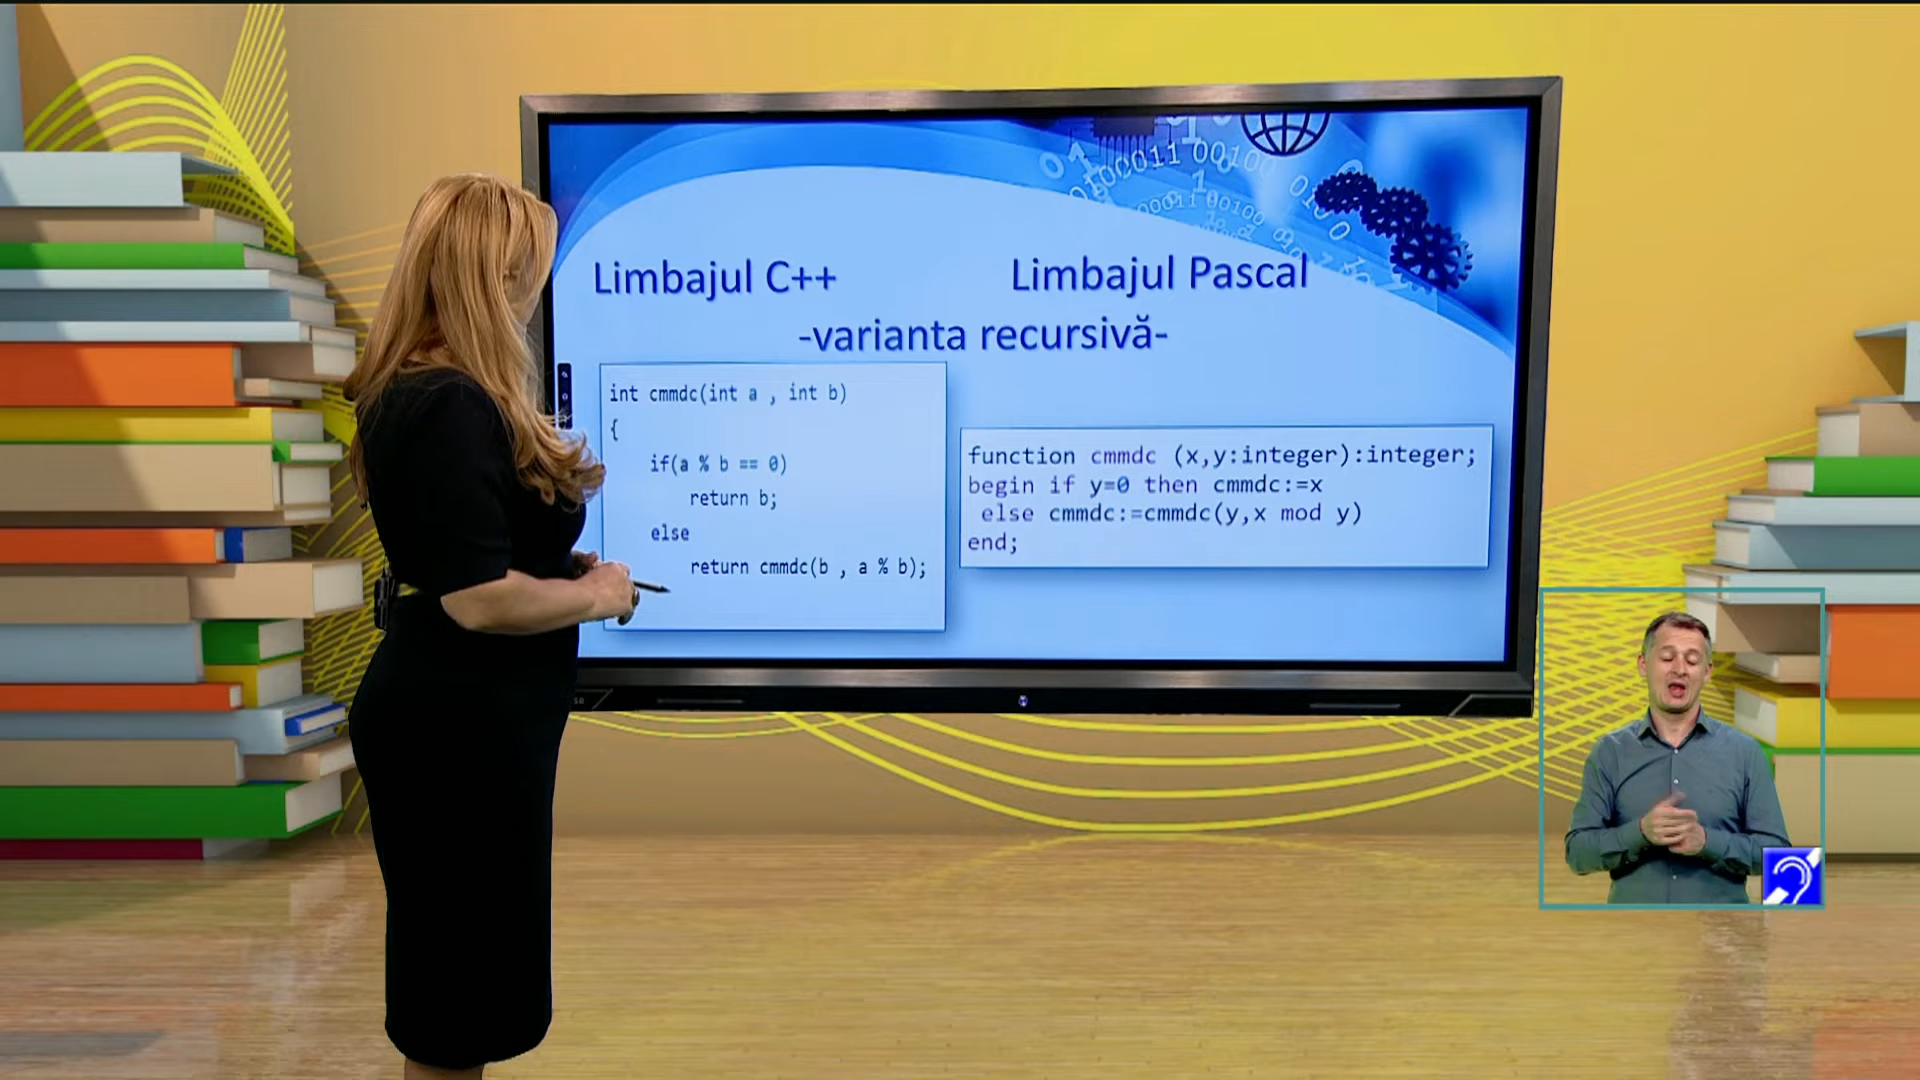 Limbajul C++
Limbajul Pascal
-varianta recursivă-
int cmmdc(int a , int b)
{
if(a % b == 0)
return b;
else
return cmmdc(b , a % b);
function cmmdc (x,y:integer):integer;
begin if y=0 then cmmdc:=x
else cmmdc:=cmmdc(y,x mod y)
end;